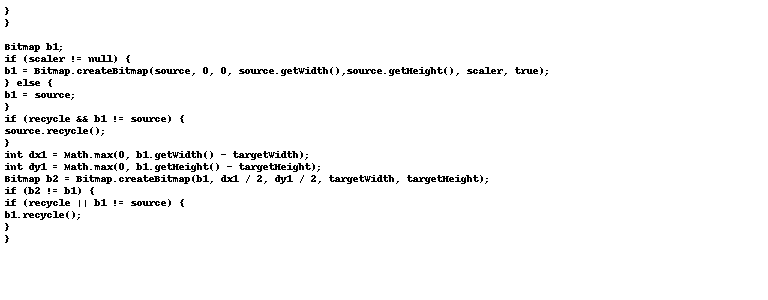 }
}
Bitmap b1;
if (scaler != null) {
b1 = Bitmap.createBitmap(source, 0, 0, source.getWidth(),source.getHeight(), scaler, true);
} else {
b1 = source;
}
if (recycle && b1 != source) {
source.recycle();
}
int dx1 = Math.max(0, b1.getWidth() - targetWidth);
int dy1 = Math.max(0, b1.getHeight() - targetHeight);
Bitmap b2 = Bitmap.createBitmap(b1, dx1 / 2, dy1 / 2, targetWidth, targetHeight);
if (b2 != b1) {
if (recycle || b1 != source) {
b1.recycle();
}
}